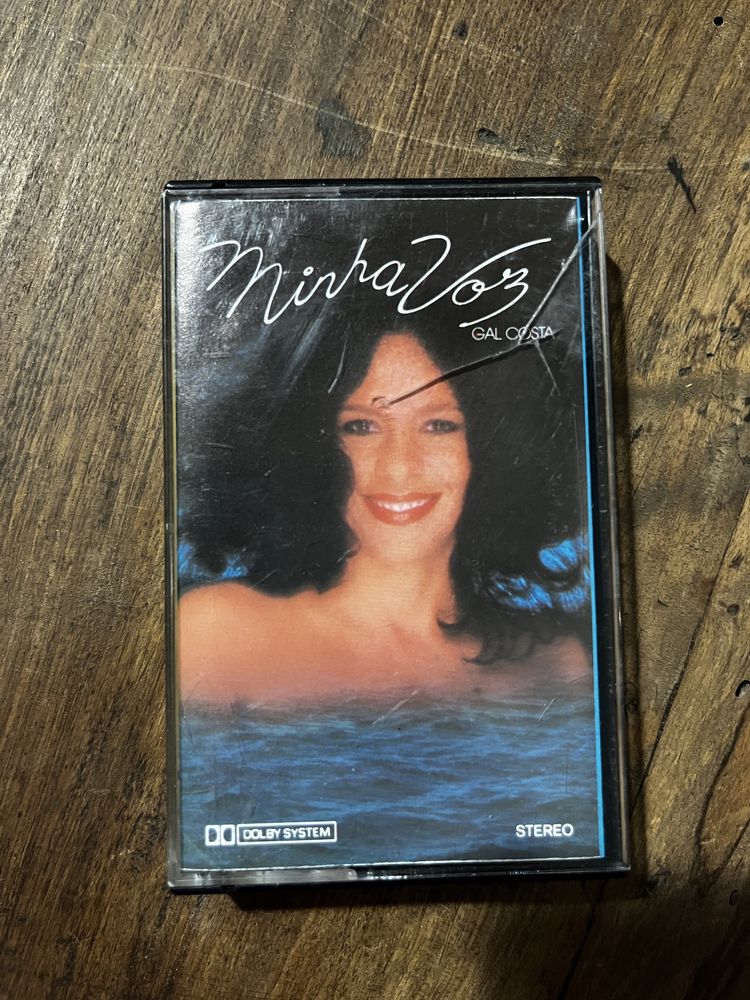 Minha Voz
GAL COSTA
DOLBY SYSTEM
STEREO